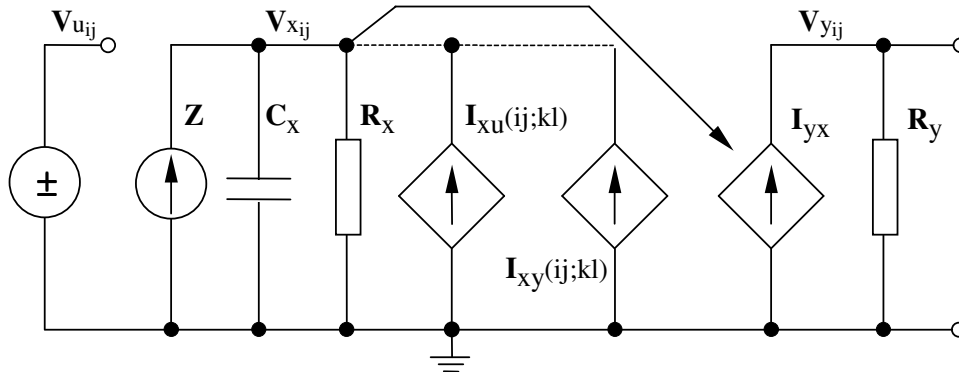 Vuij
Vxij
Vyij
Z
Cx
Rx
Ixu(ij;kl)
Iyx
Ry
±
Ixy(ij;kl)